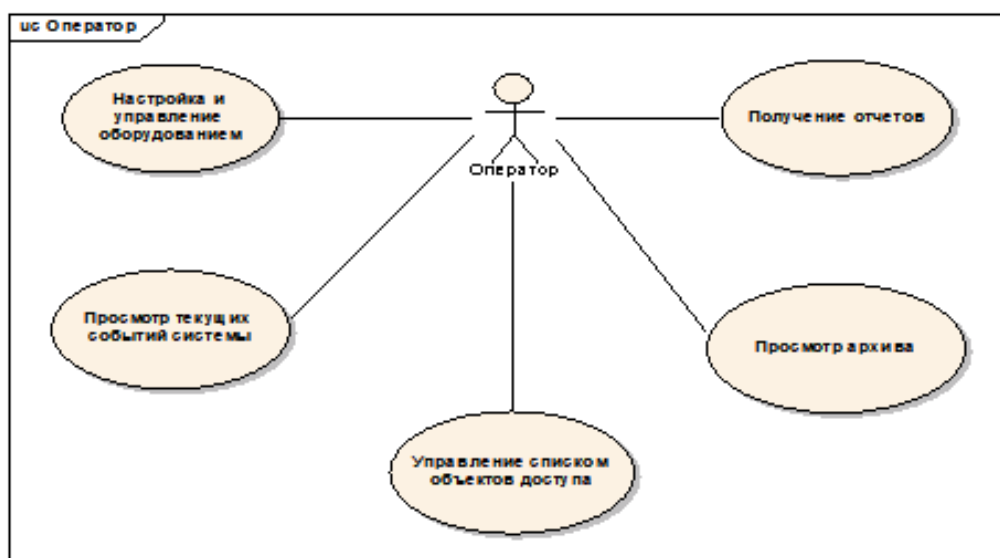 uc Оператор
Настройка и
управление
оборудованием
Получение отчетов
Оператор
Просмотр текущих
событий системы
Просмотр архива
Управление списком
объектов доступа